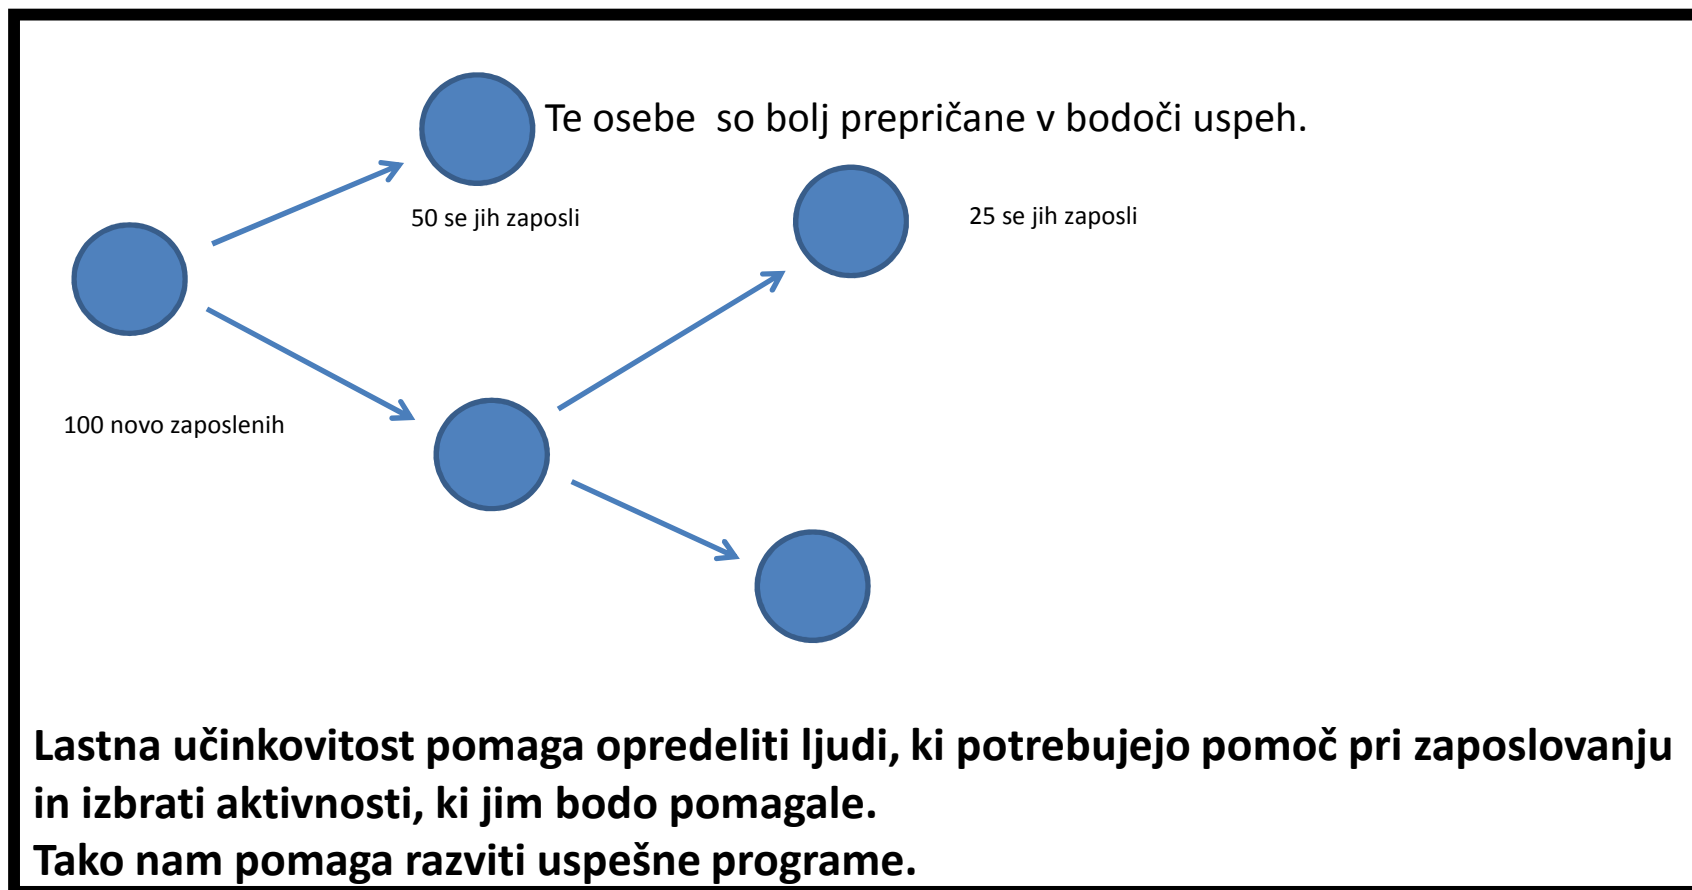 Te osebe  so bolj prepričane v bodoči uspeh.
50 se jih zaposli
25 se jih zaposli
100 novo zaposlenih
Lastna učinkovitost pomaga opredeliti ljudi, ki potrebujejo pomoč pri zaposlovanju
in izbrati aktivnosti, ki jim bodo pomagale.
Tako nam pomaga razviti uspešne programe.